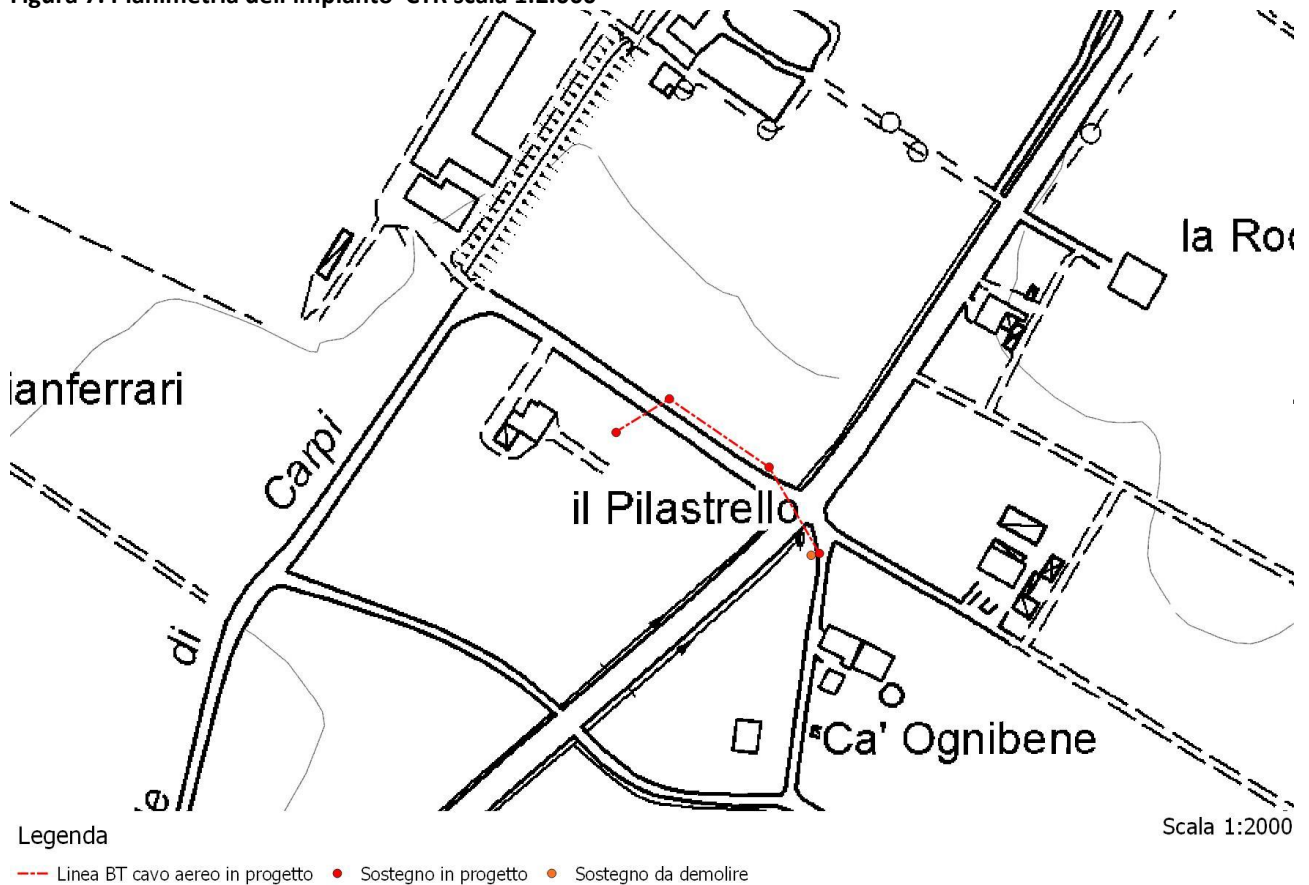 Figura 7: Planimetria dell'impianto CTR scala 1:2.000
la Roc
ianferrari
Carpi
il Pilastrello
di
Ca' Ognibene
e
Scala 1:2000
Legenda
Linea BT cavo aereo in progetto
Sostegno in progetto
Sostegno da demolire